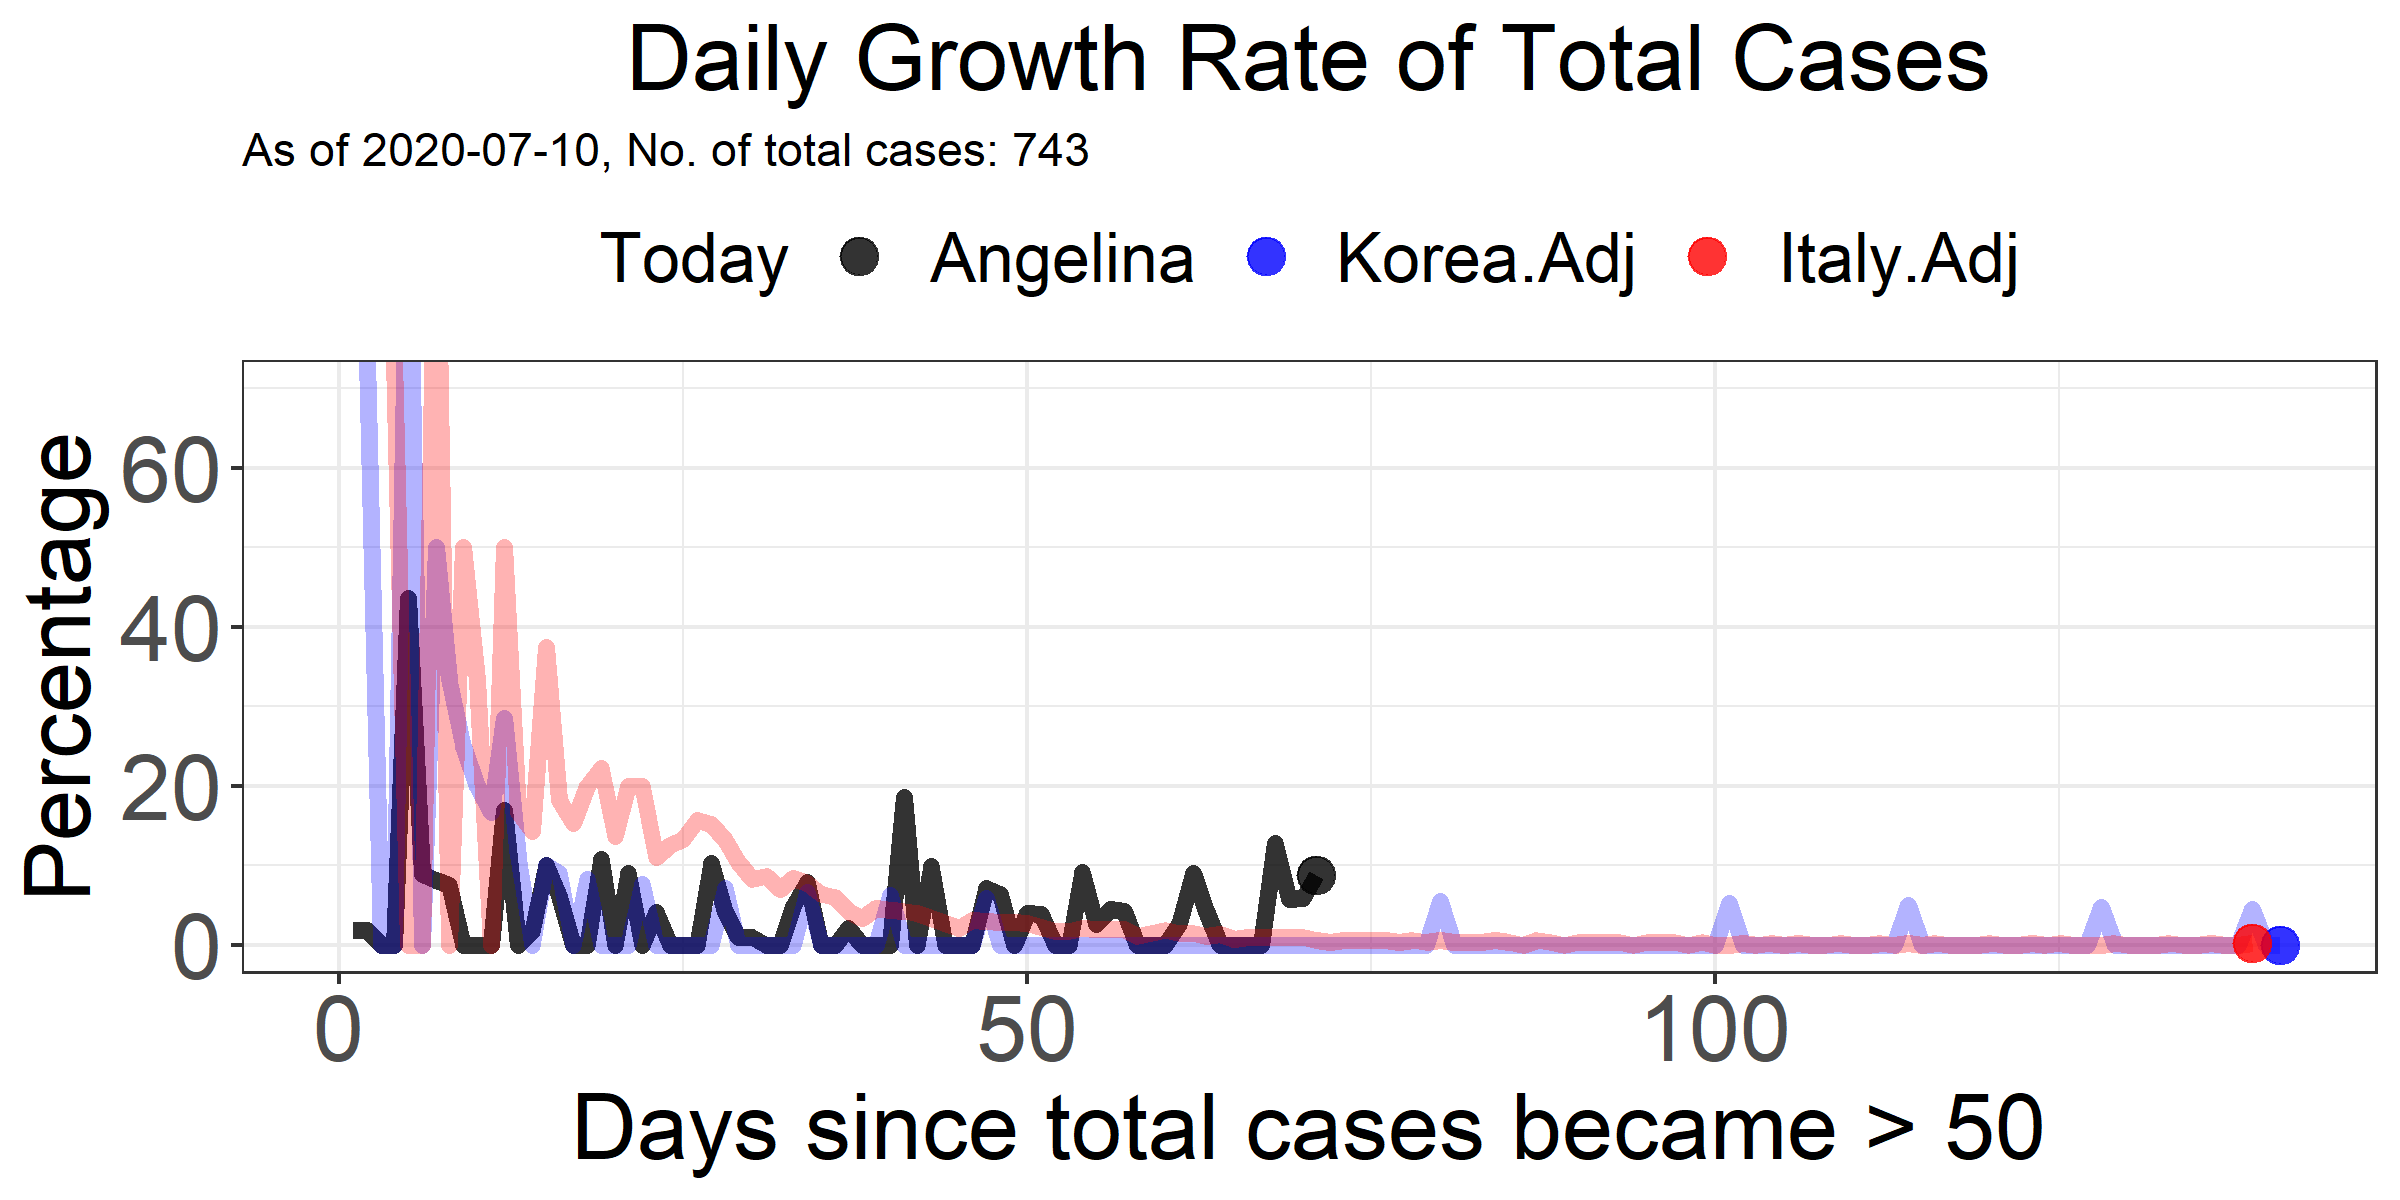 Daily Growth Rate of Total Cases
As of 2020-07-10, No. of total cases: 743
Today Angelina Korea.Adj Italy.Adj
Percentage
60
40
20
0
0 50 100
Days since total cases became > 50